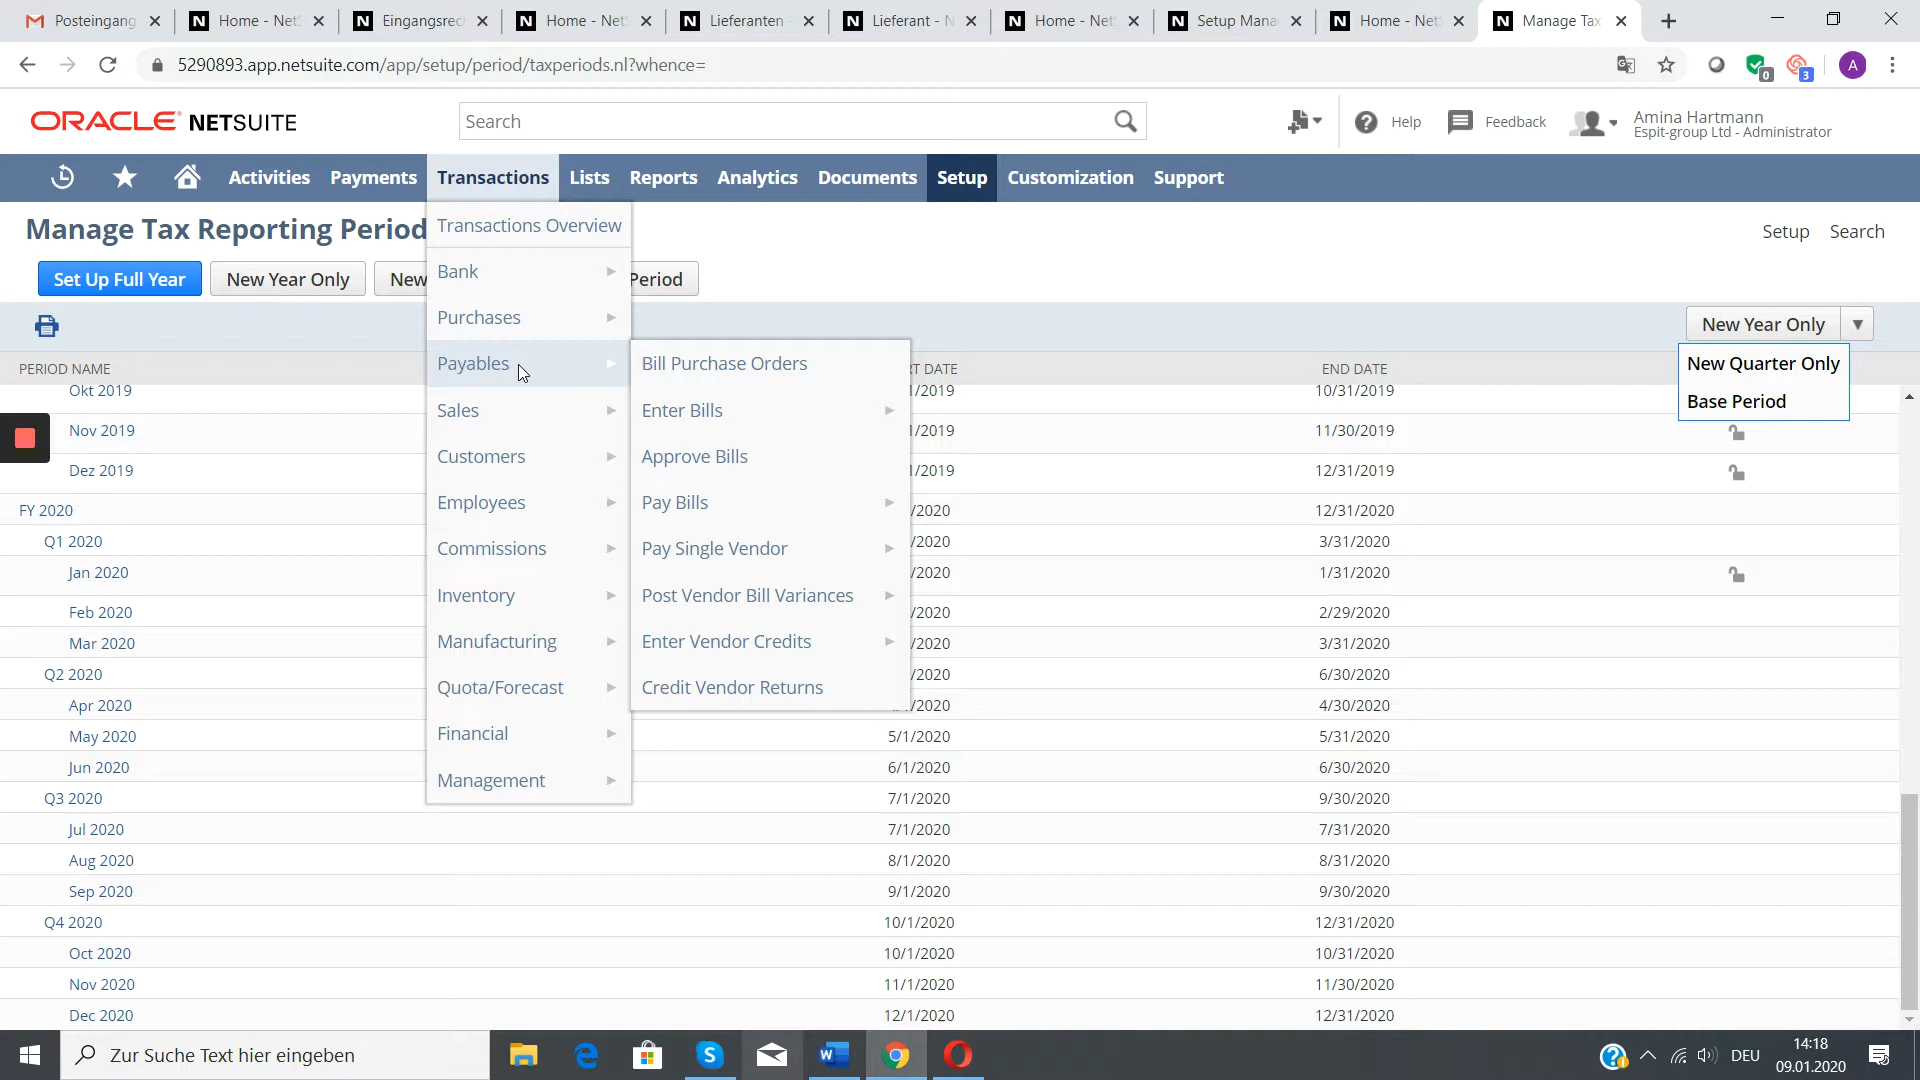 Posteingang
Home - NetS
Eingangsrec
Home - NetS
Lieferanten -
Lieferant - N
Home - NetS
Setup Mana
Home - NetS
Manage Tax
5290893.app.netsuite.com/app/setup/period/taxperiods.nl?whence=
0
3
A
ORACLE NETSUITE
Search
Help
Feedback
Amina Hartmann
Espit-group Ltd - Administrator
Activities Payments Transactions Lists Reports Analytics Documents Setup Customization Support
Manage Tax Reporting Period
Setup Search
Set Up Full Year
New Year Only
New
Period
Transactions Overview
Bank
Purchases
Payables
Sales
Customers
Employees
Commissions
Inventory
Manufacturing
Quota/Forecast
Financial
Management
Bill Purchase Orders
Enter Bills
Approve Bills
Pay Bills
Pay Single Vendor
Post Vendor Bill Variances
Enter Vendor Credits
Credit Vendor Returns
New Year Only
New Quarter Only
Base Period
PERIOD NAME RT DATE END DATE
Okt 2019 1/2019 10/31/2019
Nov 2019 1/2019 11/30/2019
Dez 2019 1/2019 12/31/2019
FY 2020 /2020 12/31/2020
Q1 2020 /2020 3/31/2020
Jan 2020 /2020 1/31/2020
Feb 2020 /2020 2/29/2020
Mar 2020 /2020 3/31/2020
Q2 2020 /2020 6/30/2020
Apr 2020 /2020 4/30/2020
May 2020 5/1/2020 5/31/2020
Jun 2020 6/1/2020 6/30/2020
Q3 2020 7/1/2020 9/30/2020
Jul 2020 7/1/2020 7/31/2020
Aug 2020 8/1/2020 8/31/2020
Sep 2020 9/1/2020 9/30/2020
Q4 2020 10/1/2020 12/31/2020
Oct 2020 10/1/2020 10/31/2020
Nov 2020 11/1/2020 11/30/2020
Dec 2020 12/1/2020 12/31/2020
Zur Suche Text hier eingeben
DEU
14:18
09.01.2020